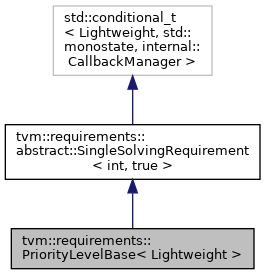 std::conditional_t
< Lightweight, std::
monostate, internal::
CallbackManager >
tvm::requirements::
abstract::SingleSolvingRequirement
< int, true >
tvm::requirements::
PriorityLevelBase< Lightweight >